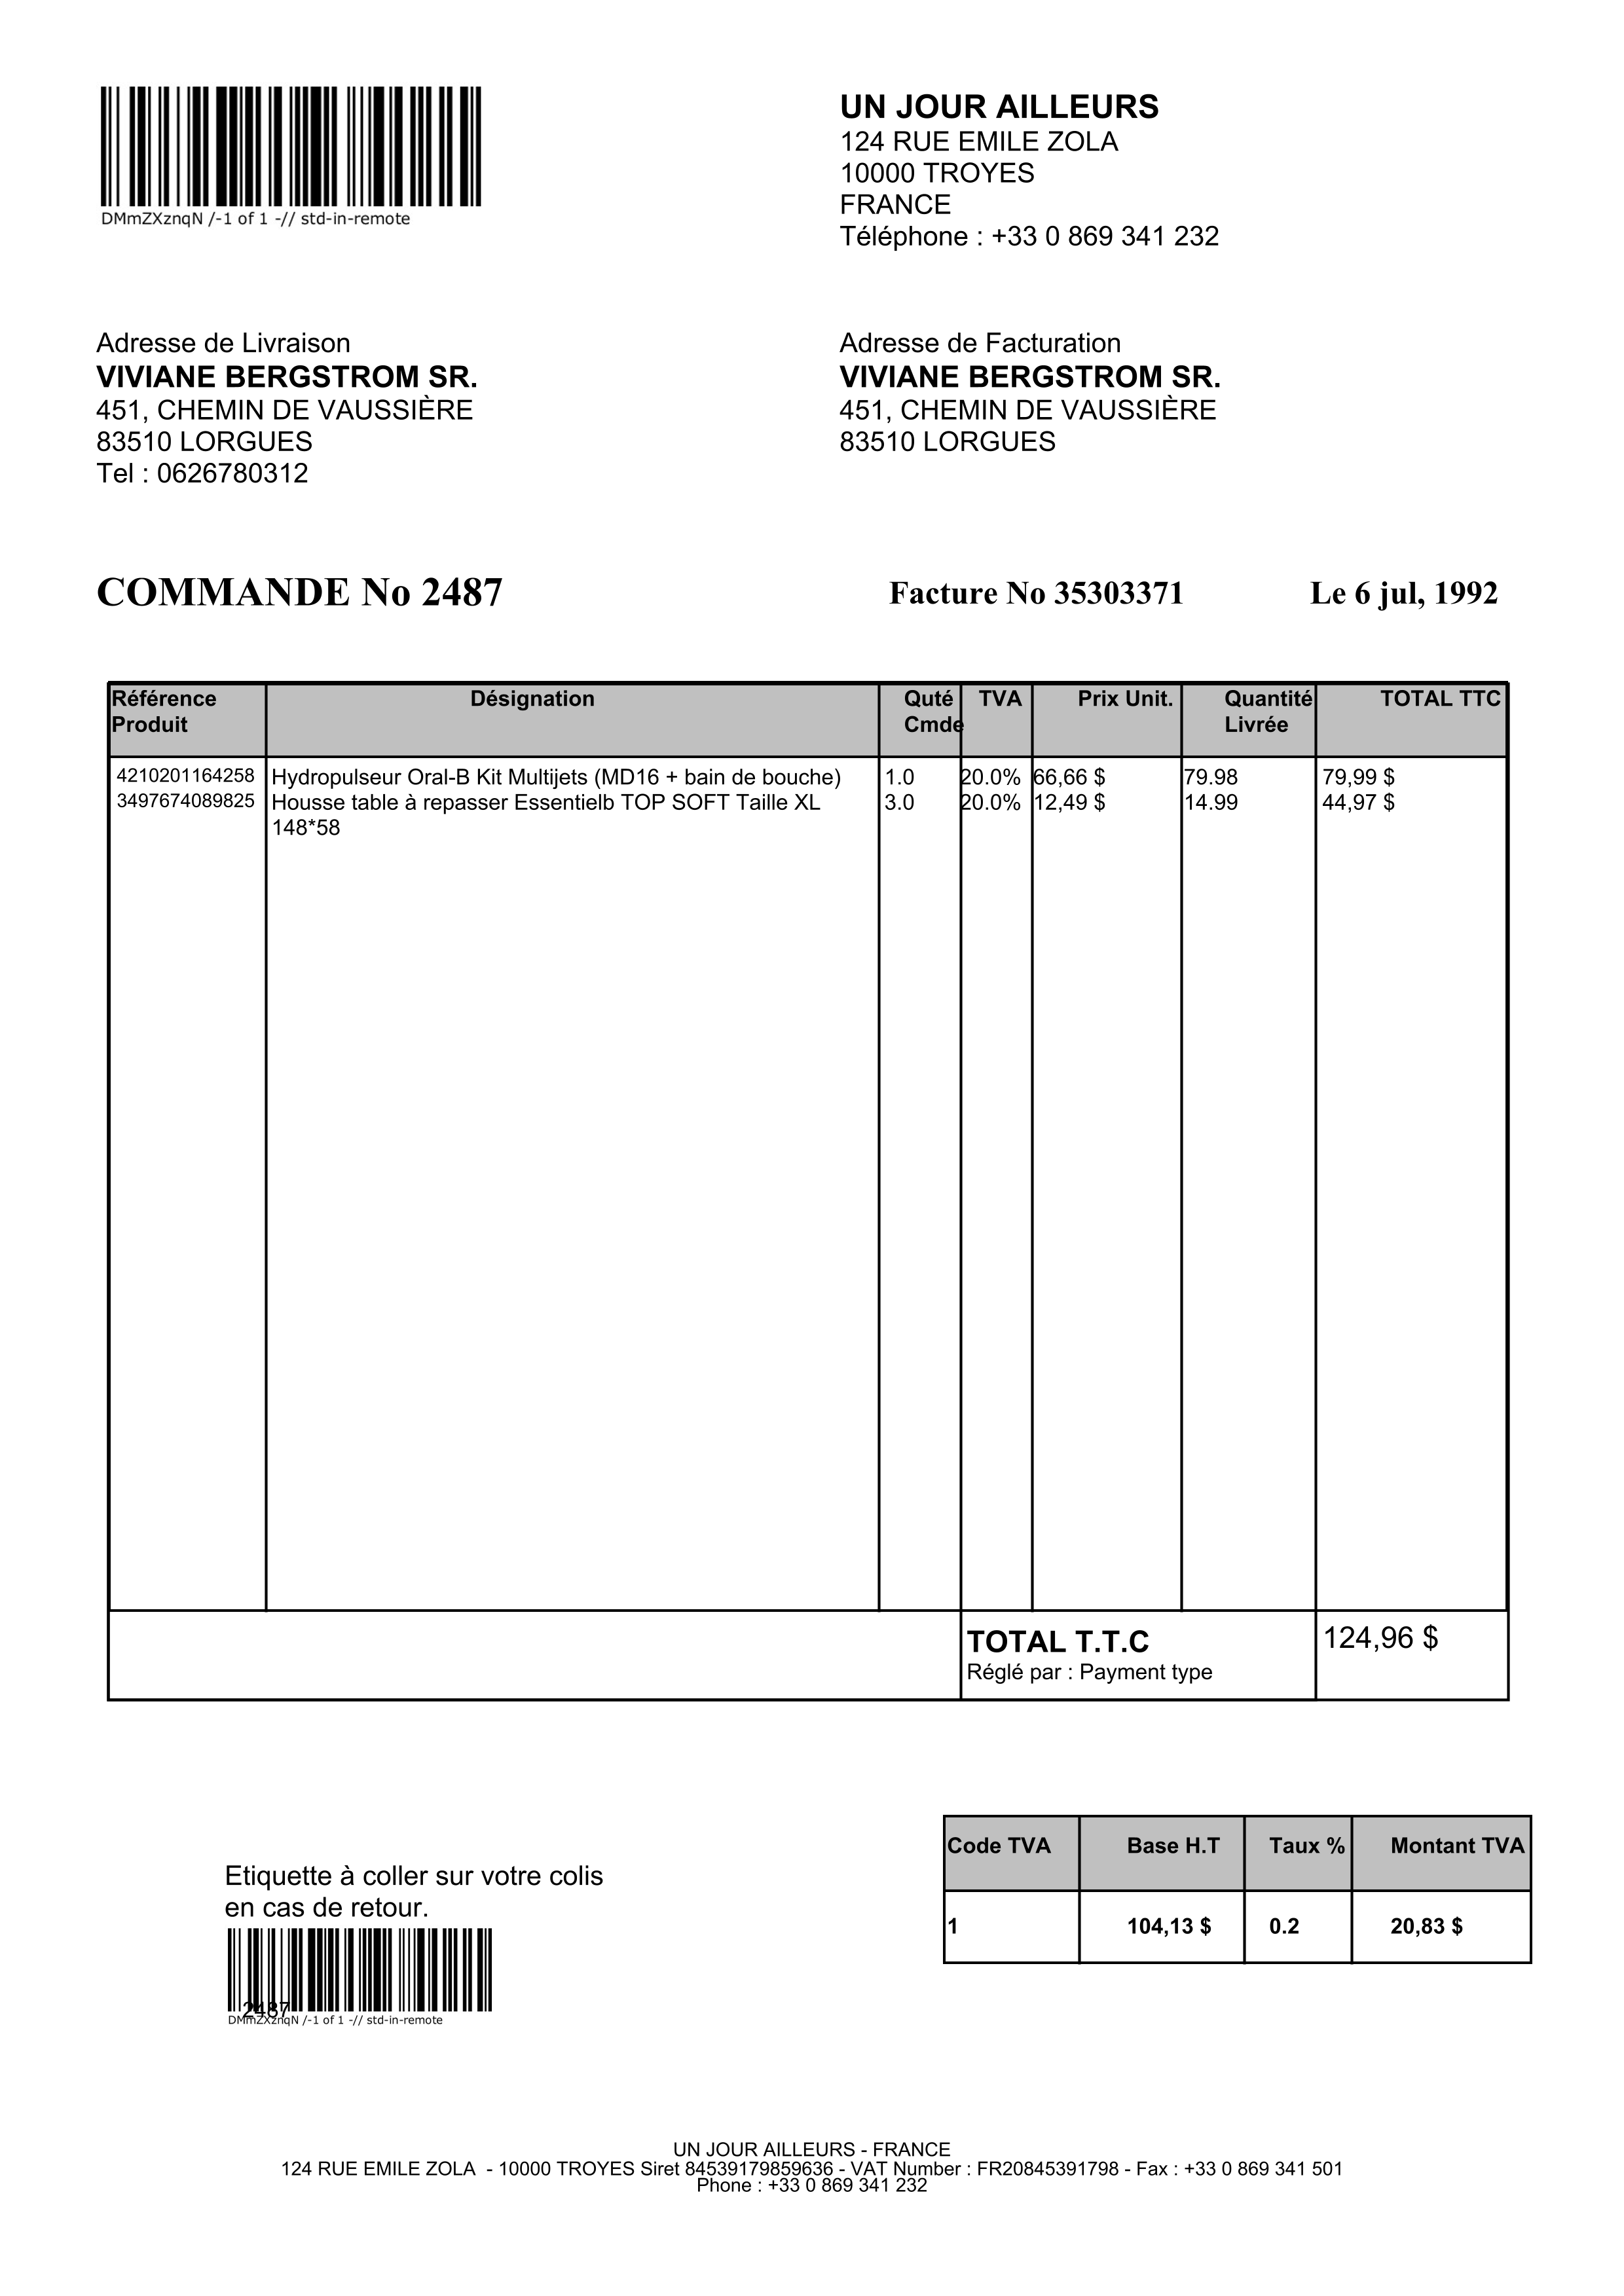 DMmZXznqN /-1 of 1 -// std-in-remote
UN JOUR AILLEURS
124 RUE EMILE ZOLA
10000 TROYES
FRANCE
Téléphone : +33 0 869 341 232
Adresse de Livraison
VIVIANE BERGSTROM SR.
451, CHEMIN DE VAUSSIÈRE
83510 LORGUES
Tel : 0626780312
Adresse de Facturation
VIVIANE BERGSTROM SR.
451, CHEMIN DE VAUSSIÈRE
83510 LORGUES
COMMANDE No 2487 Facture No 35303371 Le 6 jul, 1992
Référence Désignation Quté TVA Prix Unit. Quantité TOTAL TTC
Produit Cmde Livrée
4210201164258 Hydropulseur Oral-B Kit Multijets (MD16 + bain de bouche) 1.0 20.0% 66,66 $ 79.98 79,99 $
3497674089825 Housse table à repasser Essentielb TOP SOFT Taille XL 3.0 20.0% 12,49 $ 14.99 44,97 $
148*58
TOTAL T.T.C 124,96 $
Réglé par : Payment type
Code TVA Base H.T Taux % Montant TVA
1 104,13 $ 0.2 20,83 $
Etiquette à coller sur votre colis
en cas de retour.
2487
DMmZXznqN /-1 of 1 -// std-in-remote
UN JOUR AILLEURS - FRANCE
124 RUE EMILE ZOLA - 10000 TROYES Siret 84539179859636 - VAT Number : FR20845391798 - Fax : +33 0 869 341 501
Phone : +33 0 869 341 232